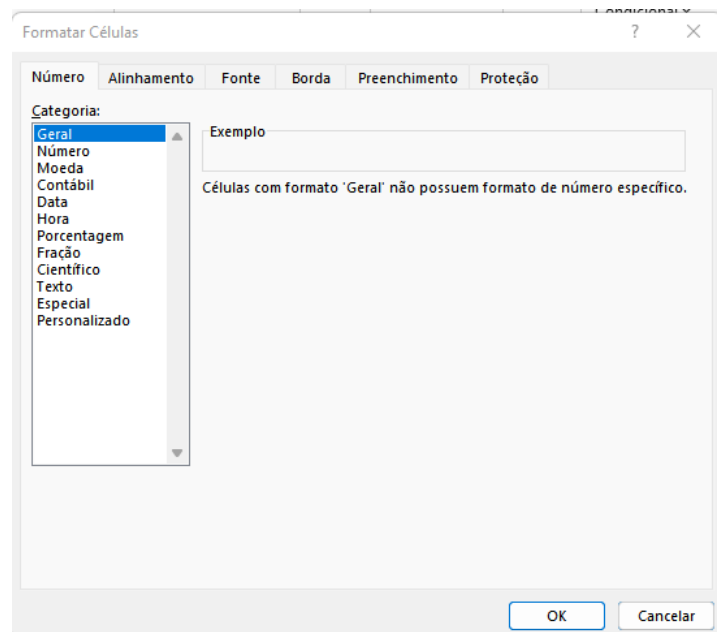 Condicional
Formatar Células ?
Número Alinhamento Fonte Borda Preenchimento Proteção
Categoria:
Geral
Número
Moeda
Contábil
Data
Hora
Porcentagem
Fração
Científico
Texto
Especial
Personalizado
Exemplo
Células com formato 'Geral' não possuem formato de número específico.
OK Cancelar